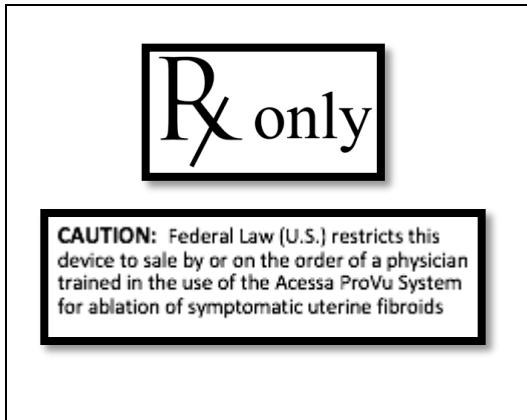 ℞ only
CAUTION: Federal Law (U.S.) restricts this
device to sale by or on the order of a physician
trained in the use of the Acessa ProVu System
for ablation of symptomatic uterine fibroids